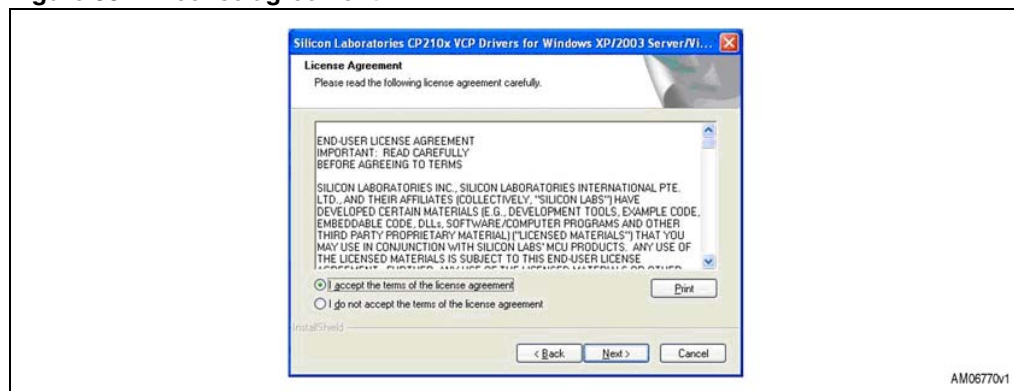 Silicon Laboratories CP210x VCP Drivers for Windows XP/2003 Server/Vi...
License Agreement
Please read the following license agreement carefully.
END-USER LICENSE AGREEMENT
IMPORTANT: READ CAREFULLY
BEFORE AGREEING TO TERMS
SILICON LABORATORIES INC., SILICON LABORATORIES INTERNATIONAL PTE.
LTD., AND THEIR AFFILIATES (COLLECTIVELY, "SILICON LABS") HAVE
DEVELOPED CERTAIN MATERIALS (E.G., DEVELOPMENT TOOLS, EXAMPLE CODE,
EMBEDDABLE CODE, DLLs, SOFTWARE/COMPUTER PROGRAMS AND OTHER
THIRD PARTY PROPRIETARY MATERIAL) ("LICENSED MATERIALS") THAT YOU
MAY USE IN CONJUNCTION WITH SILICON LABS' MCU PRODUCTS. ANY USE OF
THE LICENSED MATERIALS IS SUBJECT TO THIS END-USER LICENSE
I accept the terms of the license agreement
Print
I do not accept the terms of the license agreement
InstallShield
< Back
Next >
Cancel
AM06770v1